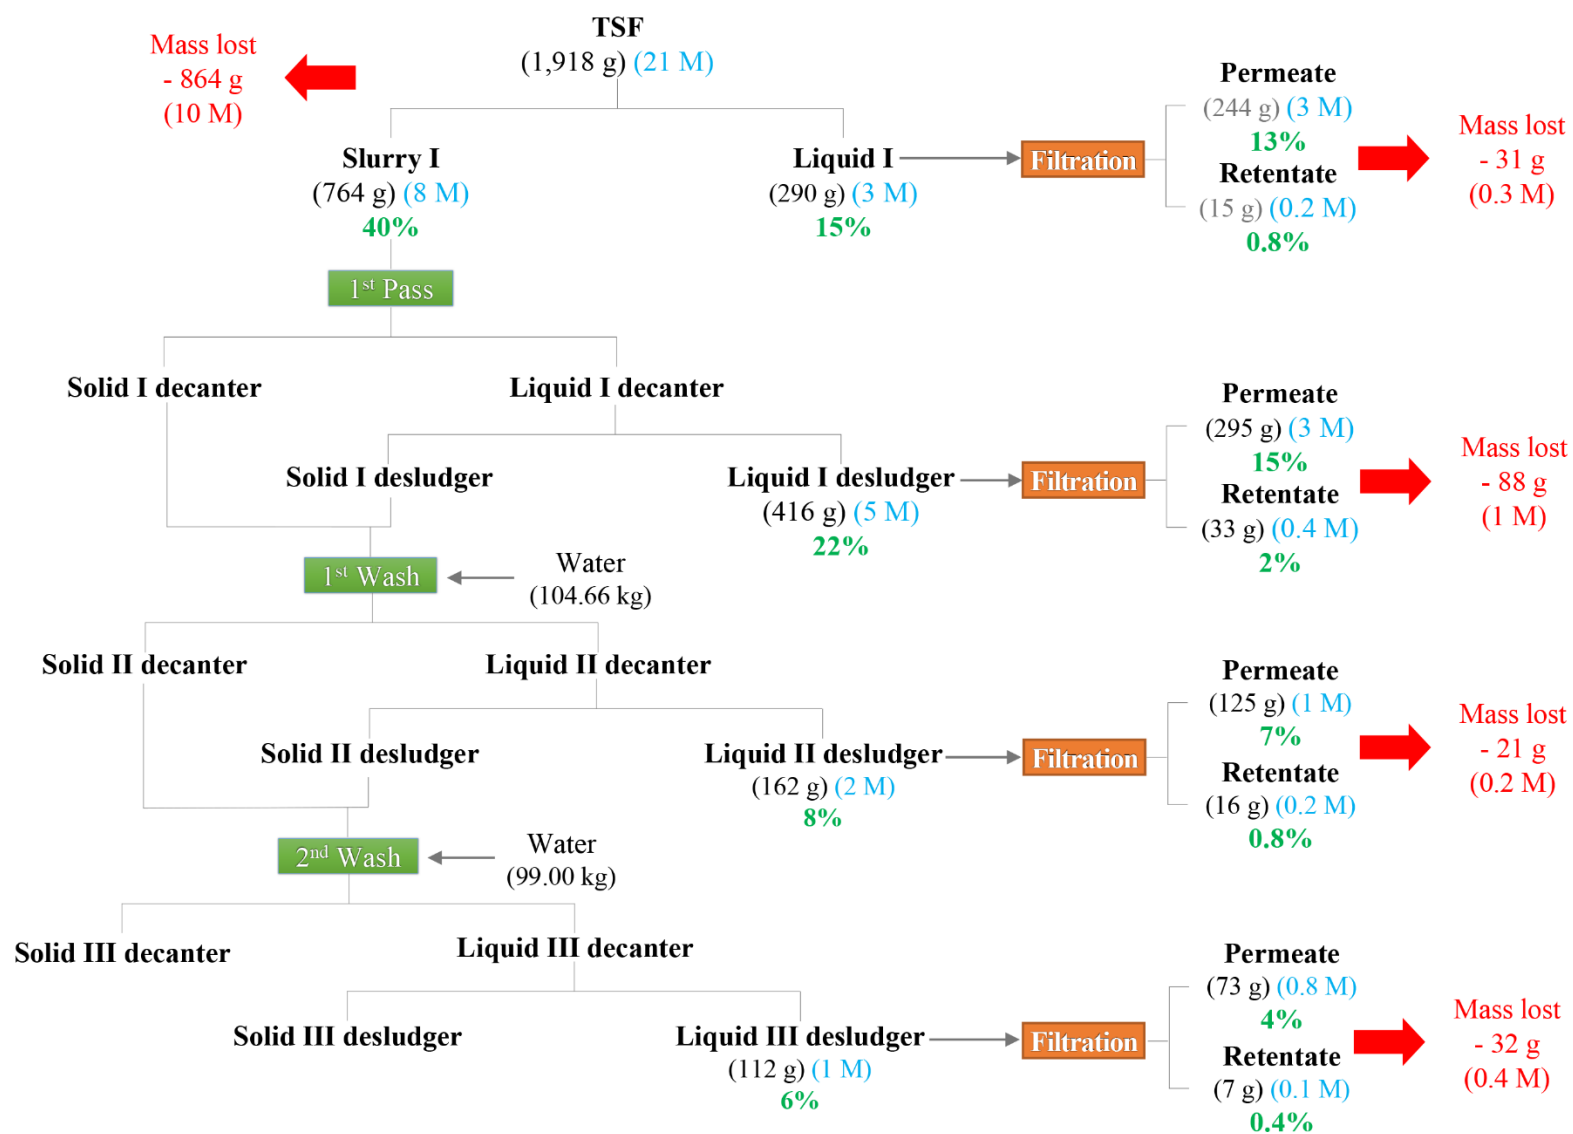 TSF
(1,918 g) (21 M)
Mass lost
- 864 g
(10 M)
Slurry I
(764 g) (8 M)
40%
Liquid I
(290 g) (3 M)
15%
Filtration
Permeate
(244 g) (3 M)
13%
Retentate
(15 g) (0.2 M)
0.8%
Mass lost
- 31 g
(0.3 M)
1st Pass
Solid I decanter
Liquid I decanter
Solid I desludger
Liquid I desludger
(416 g) (5 M)
22%
Filtration
Permeate
(295 g) (3 M)
15%
Retentate
(33 g) (0.4 M)
2%
Mass lost
- 88 g
(1 M)
1st Wash
Water
(104.66 kg)
Solid II decanter
Liquid II decanter
Solid II desludger
Liquid II desludger
(162 g) (2 M)
8%
Filtration
Permeate
(125 g) (1 M)
7%
Retentate
(16 g) (0.2 M)
0.8%
Mass lost
- 21 g
(0.2 M)
2nd Wash
Water
(99.00 kg)
Solid III decanter
Liquid III decanter
Solid III desludger
Liquid III desludger
(112 g) (1 M)
6%
Filtration
Permeate
(73 g) (0.8 M)
4%
Retentate
(7 g) (0.1 M)
0.4%
Mass lost
- 32 g
(0.4 M)